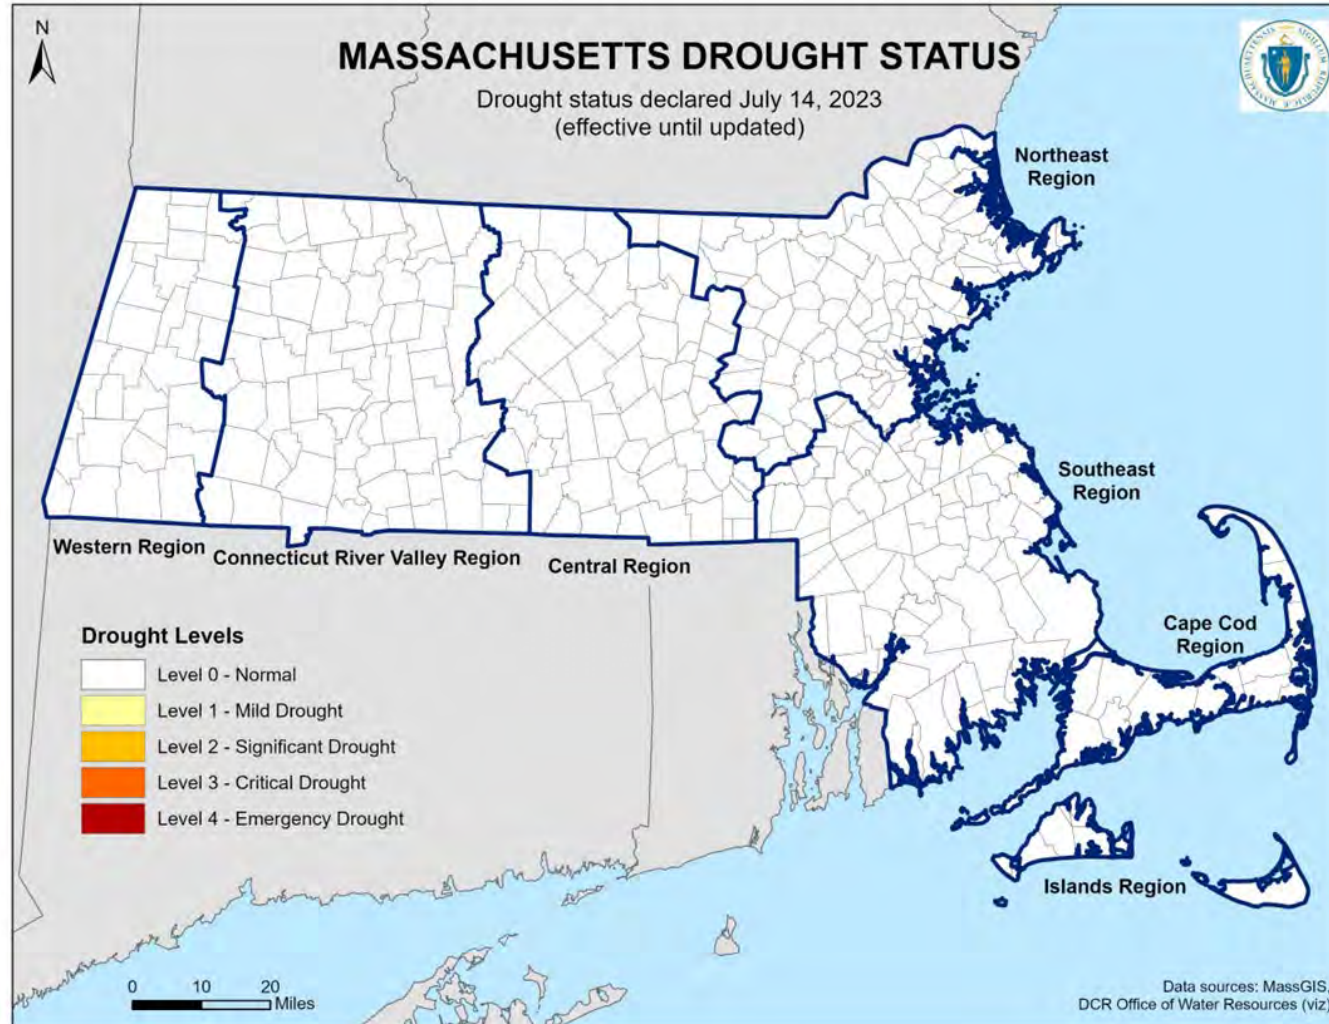 N
MASSACHUSETTS DROUGHT STATUS
Drought status declared July 14, 2023
(effective until updated)
Northeast
Region
Southeast
Region
Western Region
Connecticut River Valley Region
Central Region
Cape Cod
Region
Islands Region
Drought Levels
Level 0 - Normal
Level 1 - Mild Drought
Level 2 - Significant Drought
Level 3 - Critical Drought
Level 4 - Emergency Drought
0 10 20
Miles
Data sources: MassGIS,
DCR Office of Water Resources (viz)